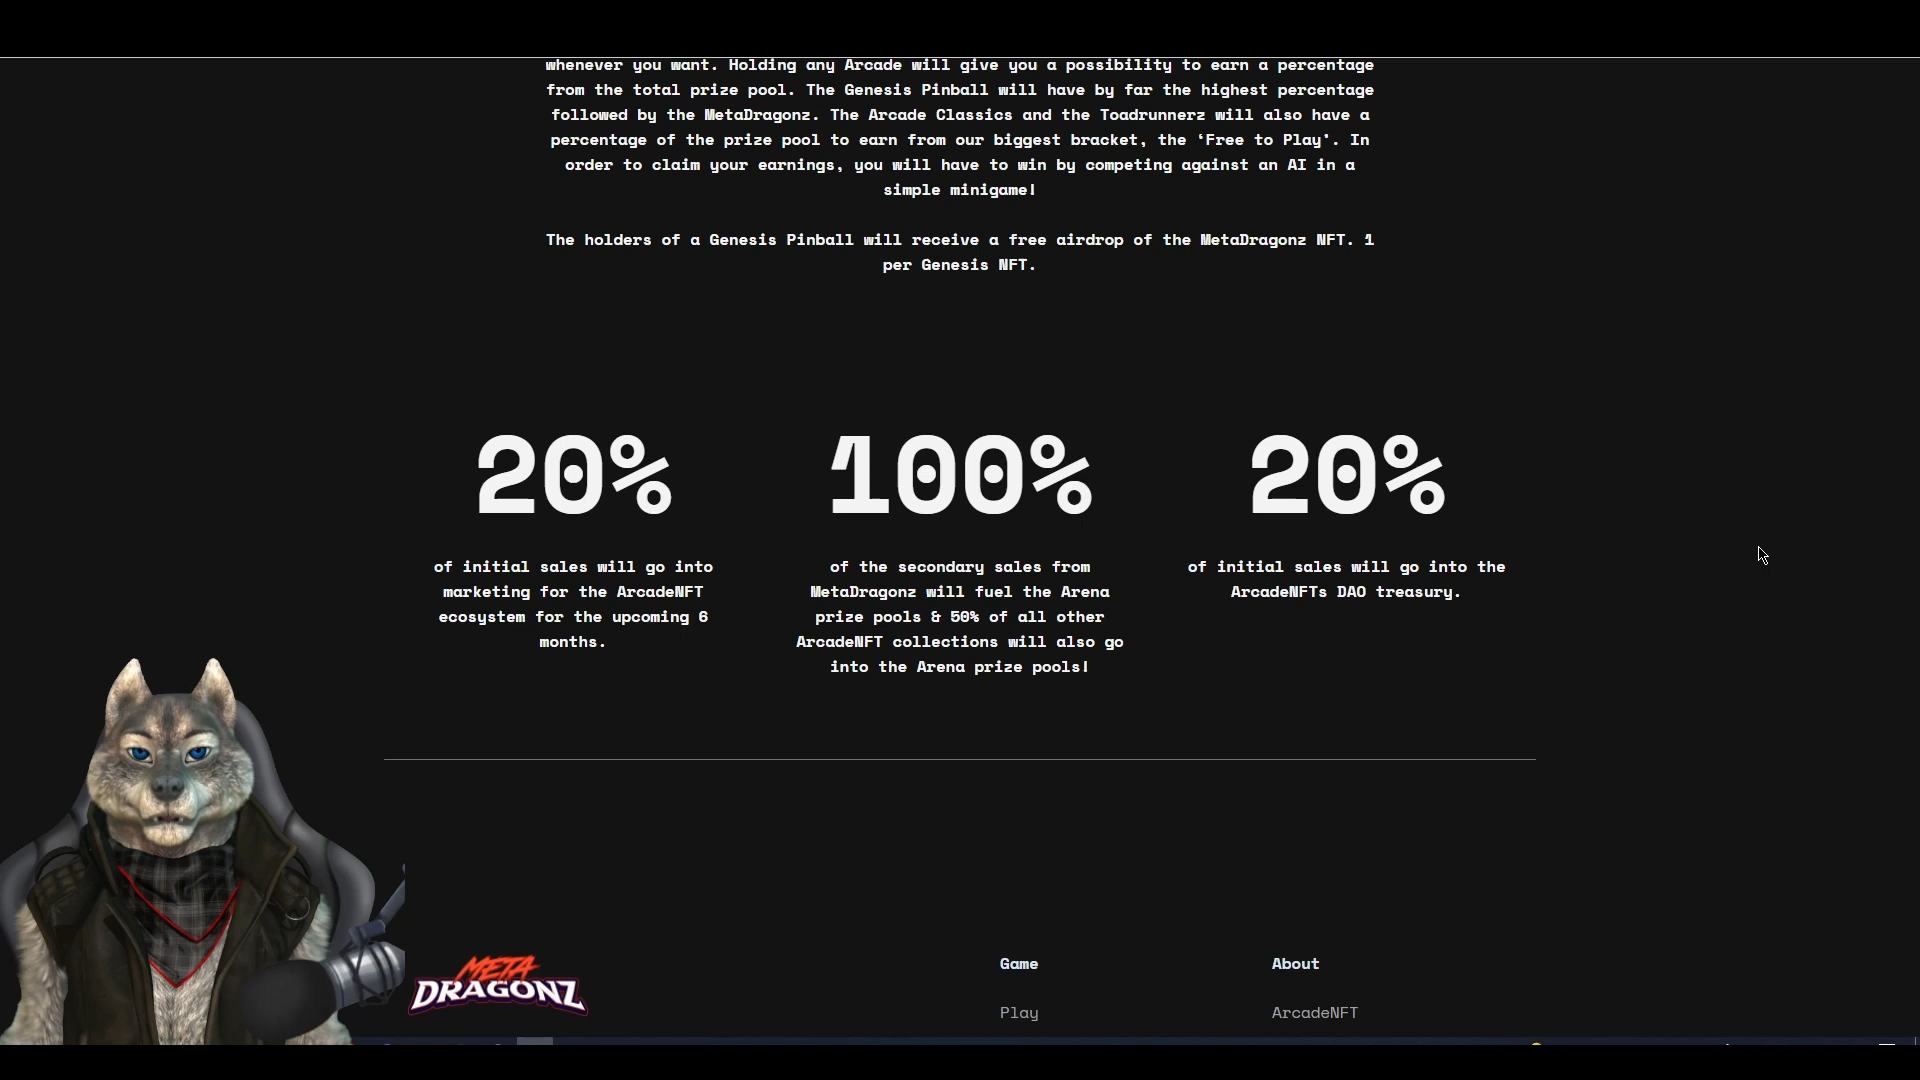 whenever you want. Holding any Arcade will give you a possibility to earn a percentage
from the total prize pool. The Genesis Pinball will have by far the highest percentage
followed by the MetaDragonz. The Arcade Classics and the Toadrunnerz will also have a
percentage of the prize pool to earn from our biggest bracket, the ‘Free to Play’. In
order to claim your earnings, you will have to win by competing against an AI in a
simple minigame!
The holders of a Genesis Pinball will receive a free airdrop of the MetaDragonz NFT. 1
per Genesis NFT.
20%
of initial sales will go into
marketing for the ArcadeNFT
ecosystem for the upcoming 6
months.
100%
of the secondary sales from
MetaDragonz will fuel the Arena
prize pools & 50% of all other
ArcadeNFT collections will also go
into the Arena prize pools!
20%
of initial sales will go into the
ArcadeNFTs DAO treasury.
META
DRAGONZ
Game
Play
About
ArcadeNFT